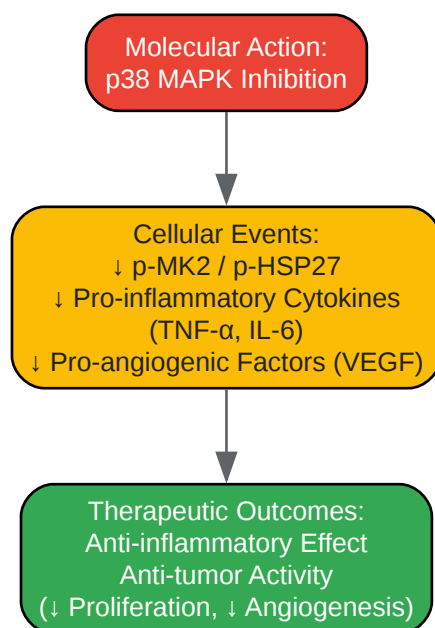 Molecular Action:
p38 MAPK Inhibition
Cellular Events:
↓ p-MK2 / p-HSP27
↓ Pro-inflammatory Cytokines
(TNF-α, IL-6)
↓ Pro-angiogenic Factors (VEGF)
Therapeutic Outcomes:
Anti-inflammatory Effect
Anti-tumor Activity
(↓ Proliferation, ↓ Angiogenesis)